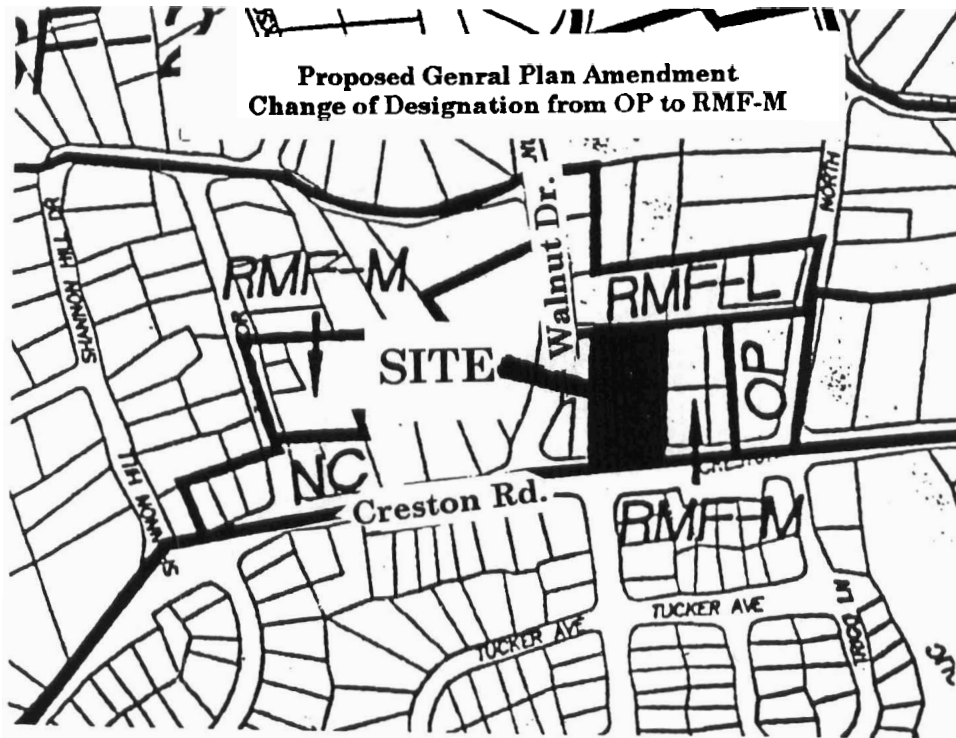 Proposed Genral Plan Amendment
Change of Designation from OP to RMF-M
SHANNON HILL DR
RMF-M
Walnut Dr.
NORTH
RMF-L
SITE
OP
NC
Creston Rd.
CRESTON
RMF-M
TUCKER AVE
TUCKER AVE